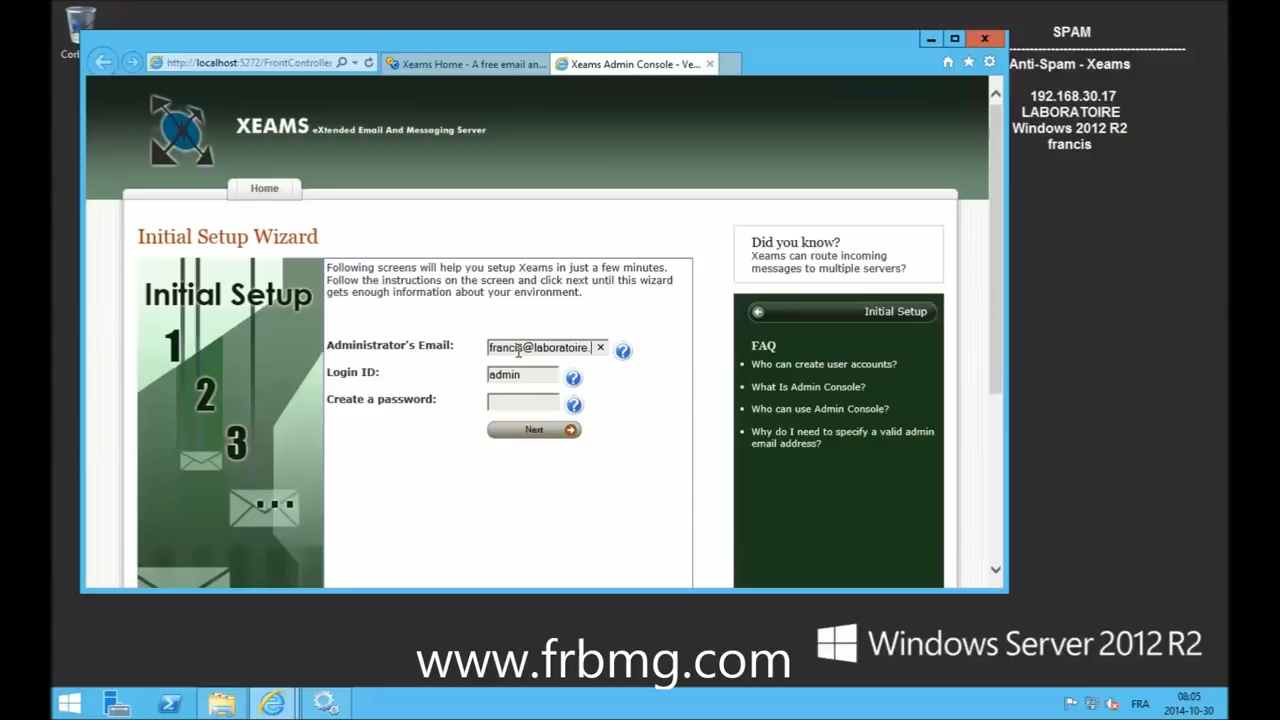 SPAM
Anti-Spam - Xeams
192.168.30.17
LABORATOIRE
Windows 2012 R2
francis
http://localhost:5272/FrontController
Xeams Home - A free email an...
Xeams Admin Console - Ve...
XEAMS eXtended Email And Messaging Server
Home
Initial Setup Wizard
Initial Setup
1
2
3
Following screens will help you setup Xeams in just a few minutes.
Follow the instructions on the screen and click next until this wizard
gets enough information about your environment.
Administrator's Email:
francis@laboratoire.
Login ID:
admin
Create a password:
Next
Did you know?
Xeams can route incoming
messages to multiple servers?
Initial Setup
FAQ
Who can create user accounts?
What Is Admin Console?
Who can use Admin Console?
Why do I need to specify a valid admin
email address?
www.frbmg.com
Windows Server 2012 R2
FRA
08:05
2014-10-30